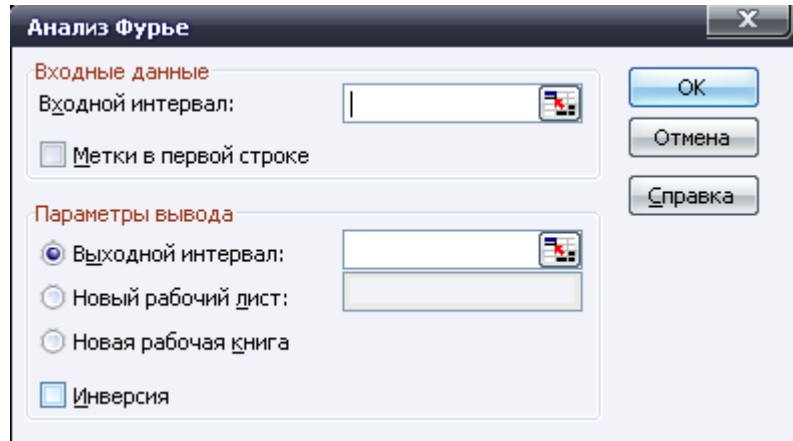 Анализ Фурье
Входные данные
Входной интервал:
Метки в первой строке
Параметры вывода
Выходной интервал:
Новый рабочий лист:
Новая рабочая книга
Инверсия
ОК
Отмена
Справка